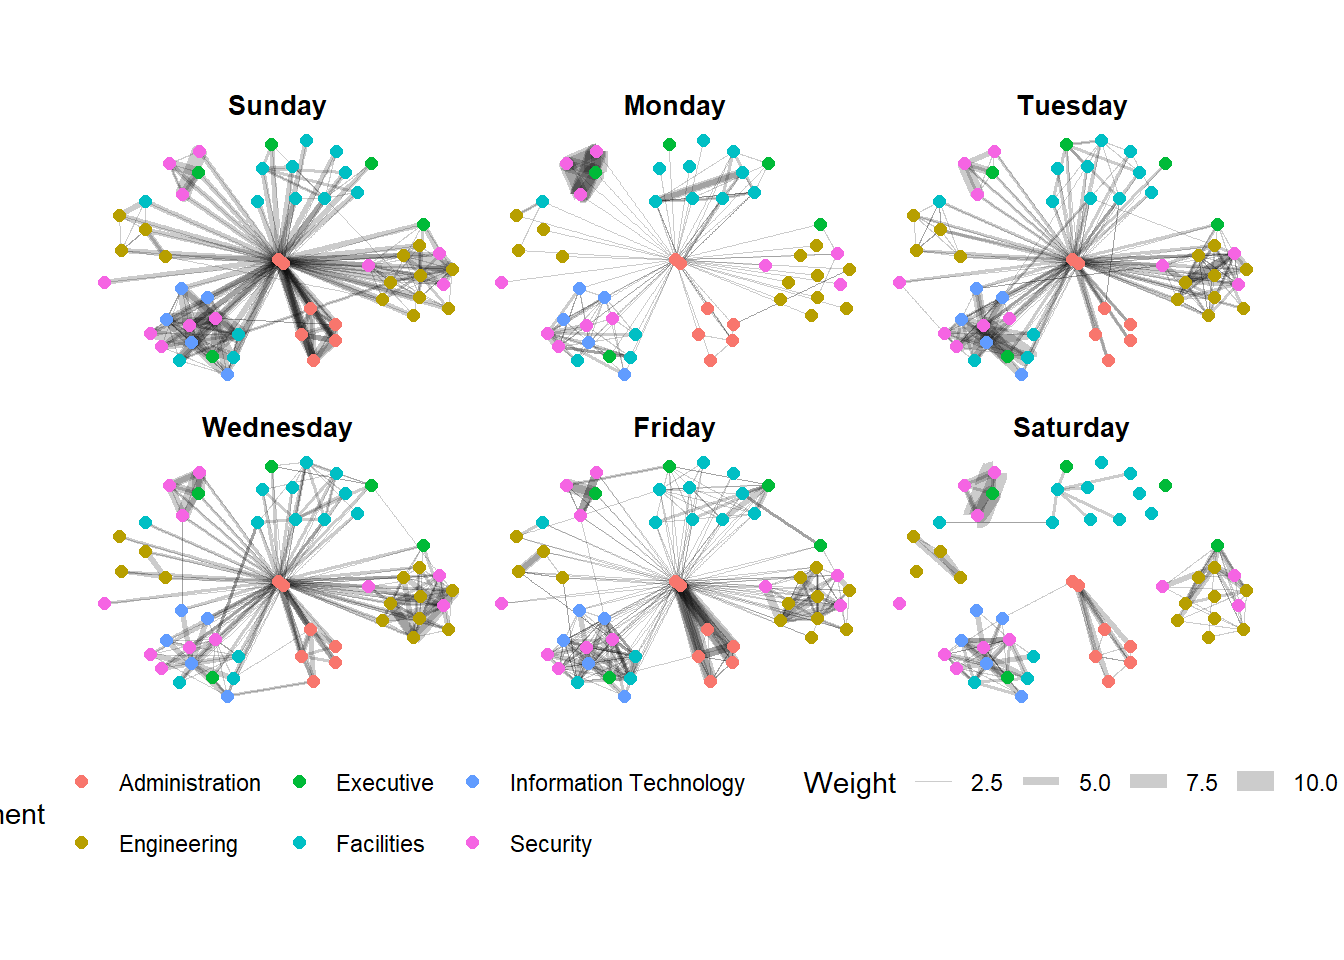 Sunday
Monday
Tuesday
Wednesday
Friday
Saturday
Administration
Executive
Information Technology
Weight
2.5
5.0
7.5
10.0
Engineering
Facilities
Security